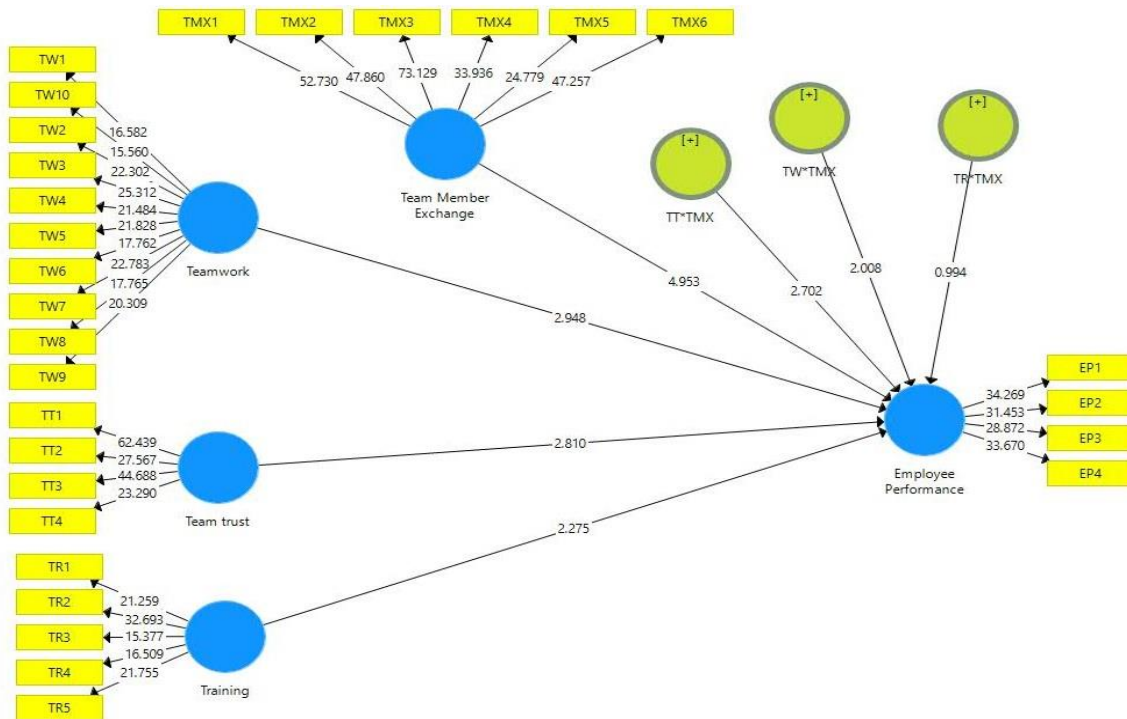 TMX1
TMX2
TMX3
TMX4
TMX5
TMX6
52.730
47.860
73.129
33.936
24.779
47.257
Team Member
Exchange
TW1
TW10
TW2
TW3
TW4
TW5
TW6
TW7
TW8
TW9
16.582
15.560
22.302
25.312
21.484
21.828
17.762
22.783
17.765
20.309
Teamwork
[+]
TT*TMX
[+]
TW*TMX
[+]
TR*TMX
4.953
2.702
2.008
0.994
2.948
2.810
2.275
TT1
TT2
TT3
TT4
62.439
27.567
44.688
23.290
Team trust
TR1
TR2
TR3
TR4
TR5
21.259
32.693
15.377
16.509
21.755
Training
Employee
Performance
34.269
31.453
28.872
33.670
EP1
EP2
EP3
EP4